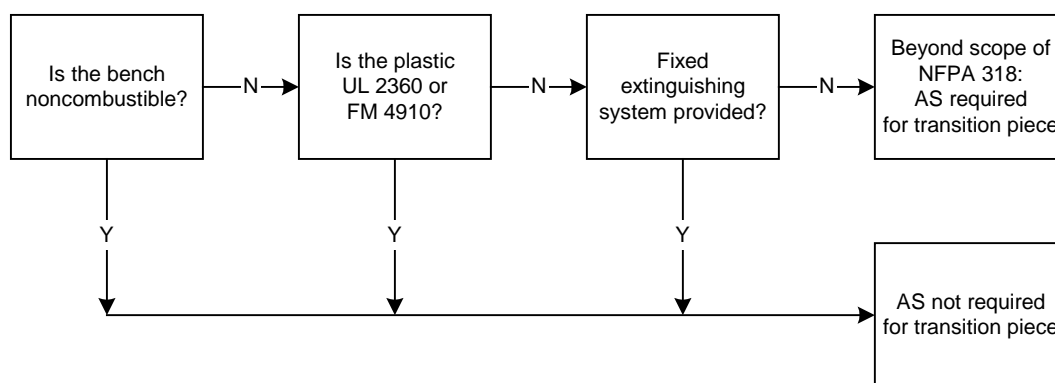 Is the bench
noncombustible?
N
Is the plastic
UL 2360 or
FM 4910?
N
Fixed
extinguishing
system provided?
N
Beyond scope of
NFPA 318:
AS required
for transition piece
Y
Y
Y
AS not required
for transition piece